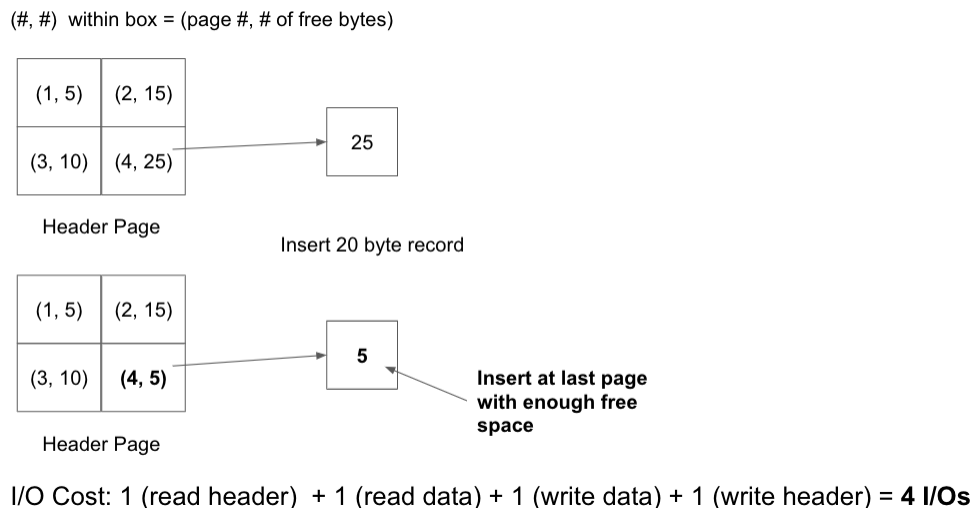 (#, #)  within box = (page #, # of free bytes)
(1, 5) (2, 15)
(3, 10) (4, 25)
25
Header Page
Insert 20 byte record
(1, 5) (2, 15)
(3, 10) (4, 5)
5
Insert at last page
with enough free
space
Header Page
I/O Cost: 1 (read header)  + 1 (read data) + 1 (write data) + 1 (write header) = 4 I/Os